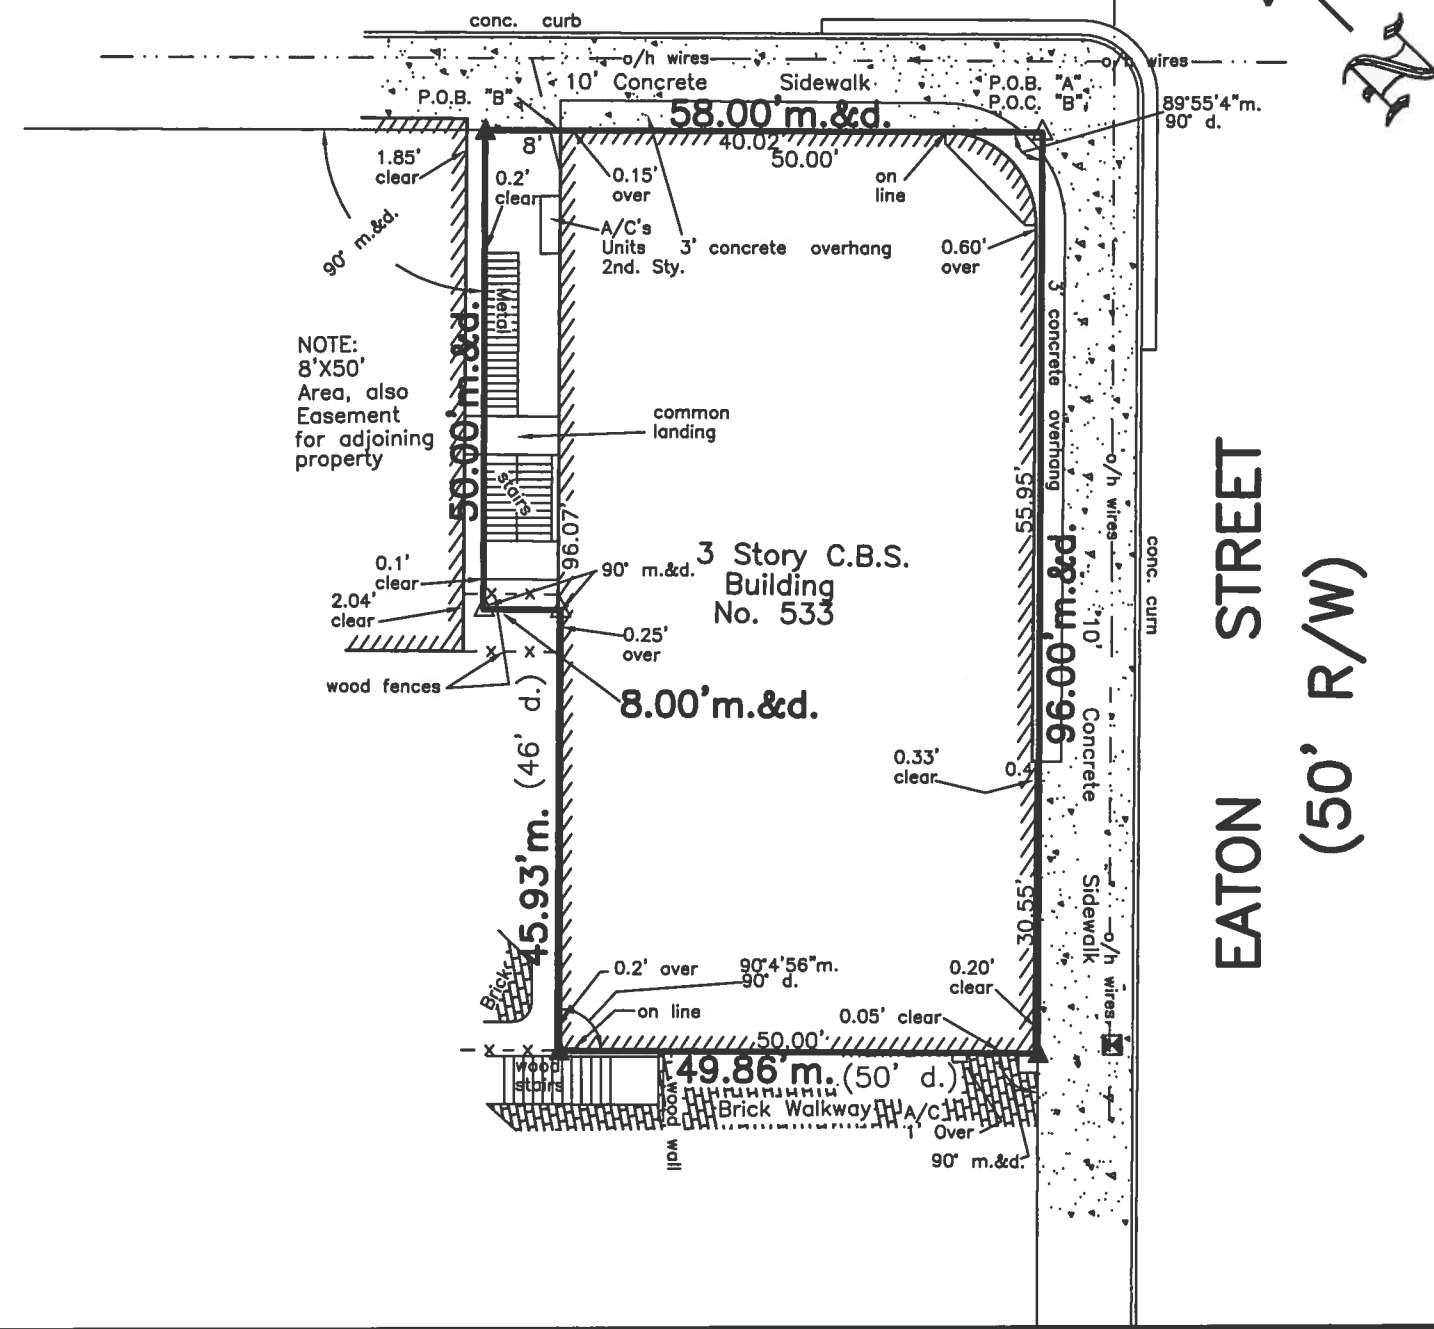 conc. curb
o/h wires
o/h wires
10' Concrete Sidewalk
P.O.B. "A"
P.O.C. "B"
P.O.B. "B"
89°55'4"m.
90° d.
58.00'm.&d.
8'
40.02
50.00'
1.85'
clear
0.2'
clear
0.15'
over
on
line
A/C's
Units
2nd. Sty.
3' concrete overhang
0.60'
over
90° m.&d.
Metal
50.00'm.&d.
3' concrete overhang
NOTE:
8'X50'
Area, also
Easement
for adjoining
property
common
landing
stairs
o/h wires
55.95'
96.07'
3 Story C.B.S.
Building
No. 533
0.1'
clear
90° m.&d.
2.04'
clear
0.25'
over
wood fences
8.00'm.&d.
96.00'm.&d.
10' Concrete Sidewalk
conc. curn
EATON STREET
(50' R/W)
(46' d.)
45.93'm.
0.33'
clear
0.4
30.55'
o/h wires
Brick
0.2' over
90°4'56"m.
90° d.
on line
0.20'
clear
0.05' clear
50.00'
49.86'm. (50' d.)
wood
stairs
wood wall
Brick Walkway
A/C
1' Over
90° m.&d.